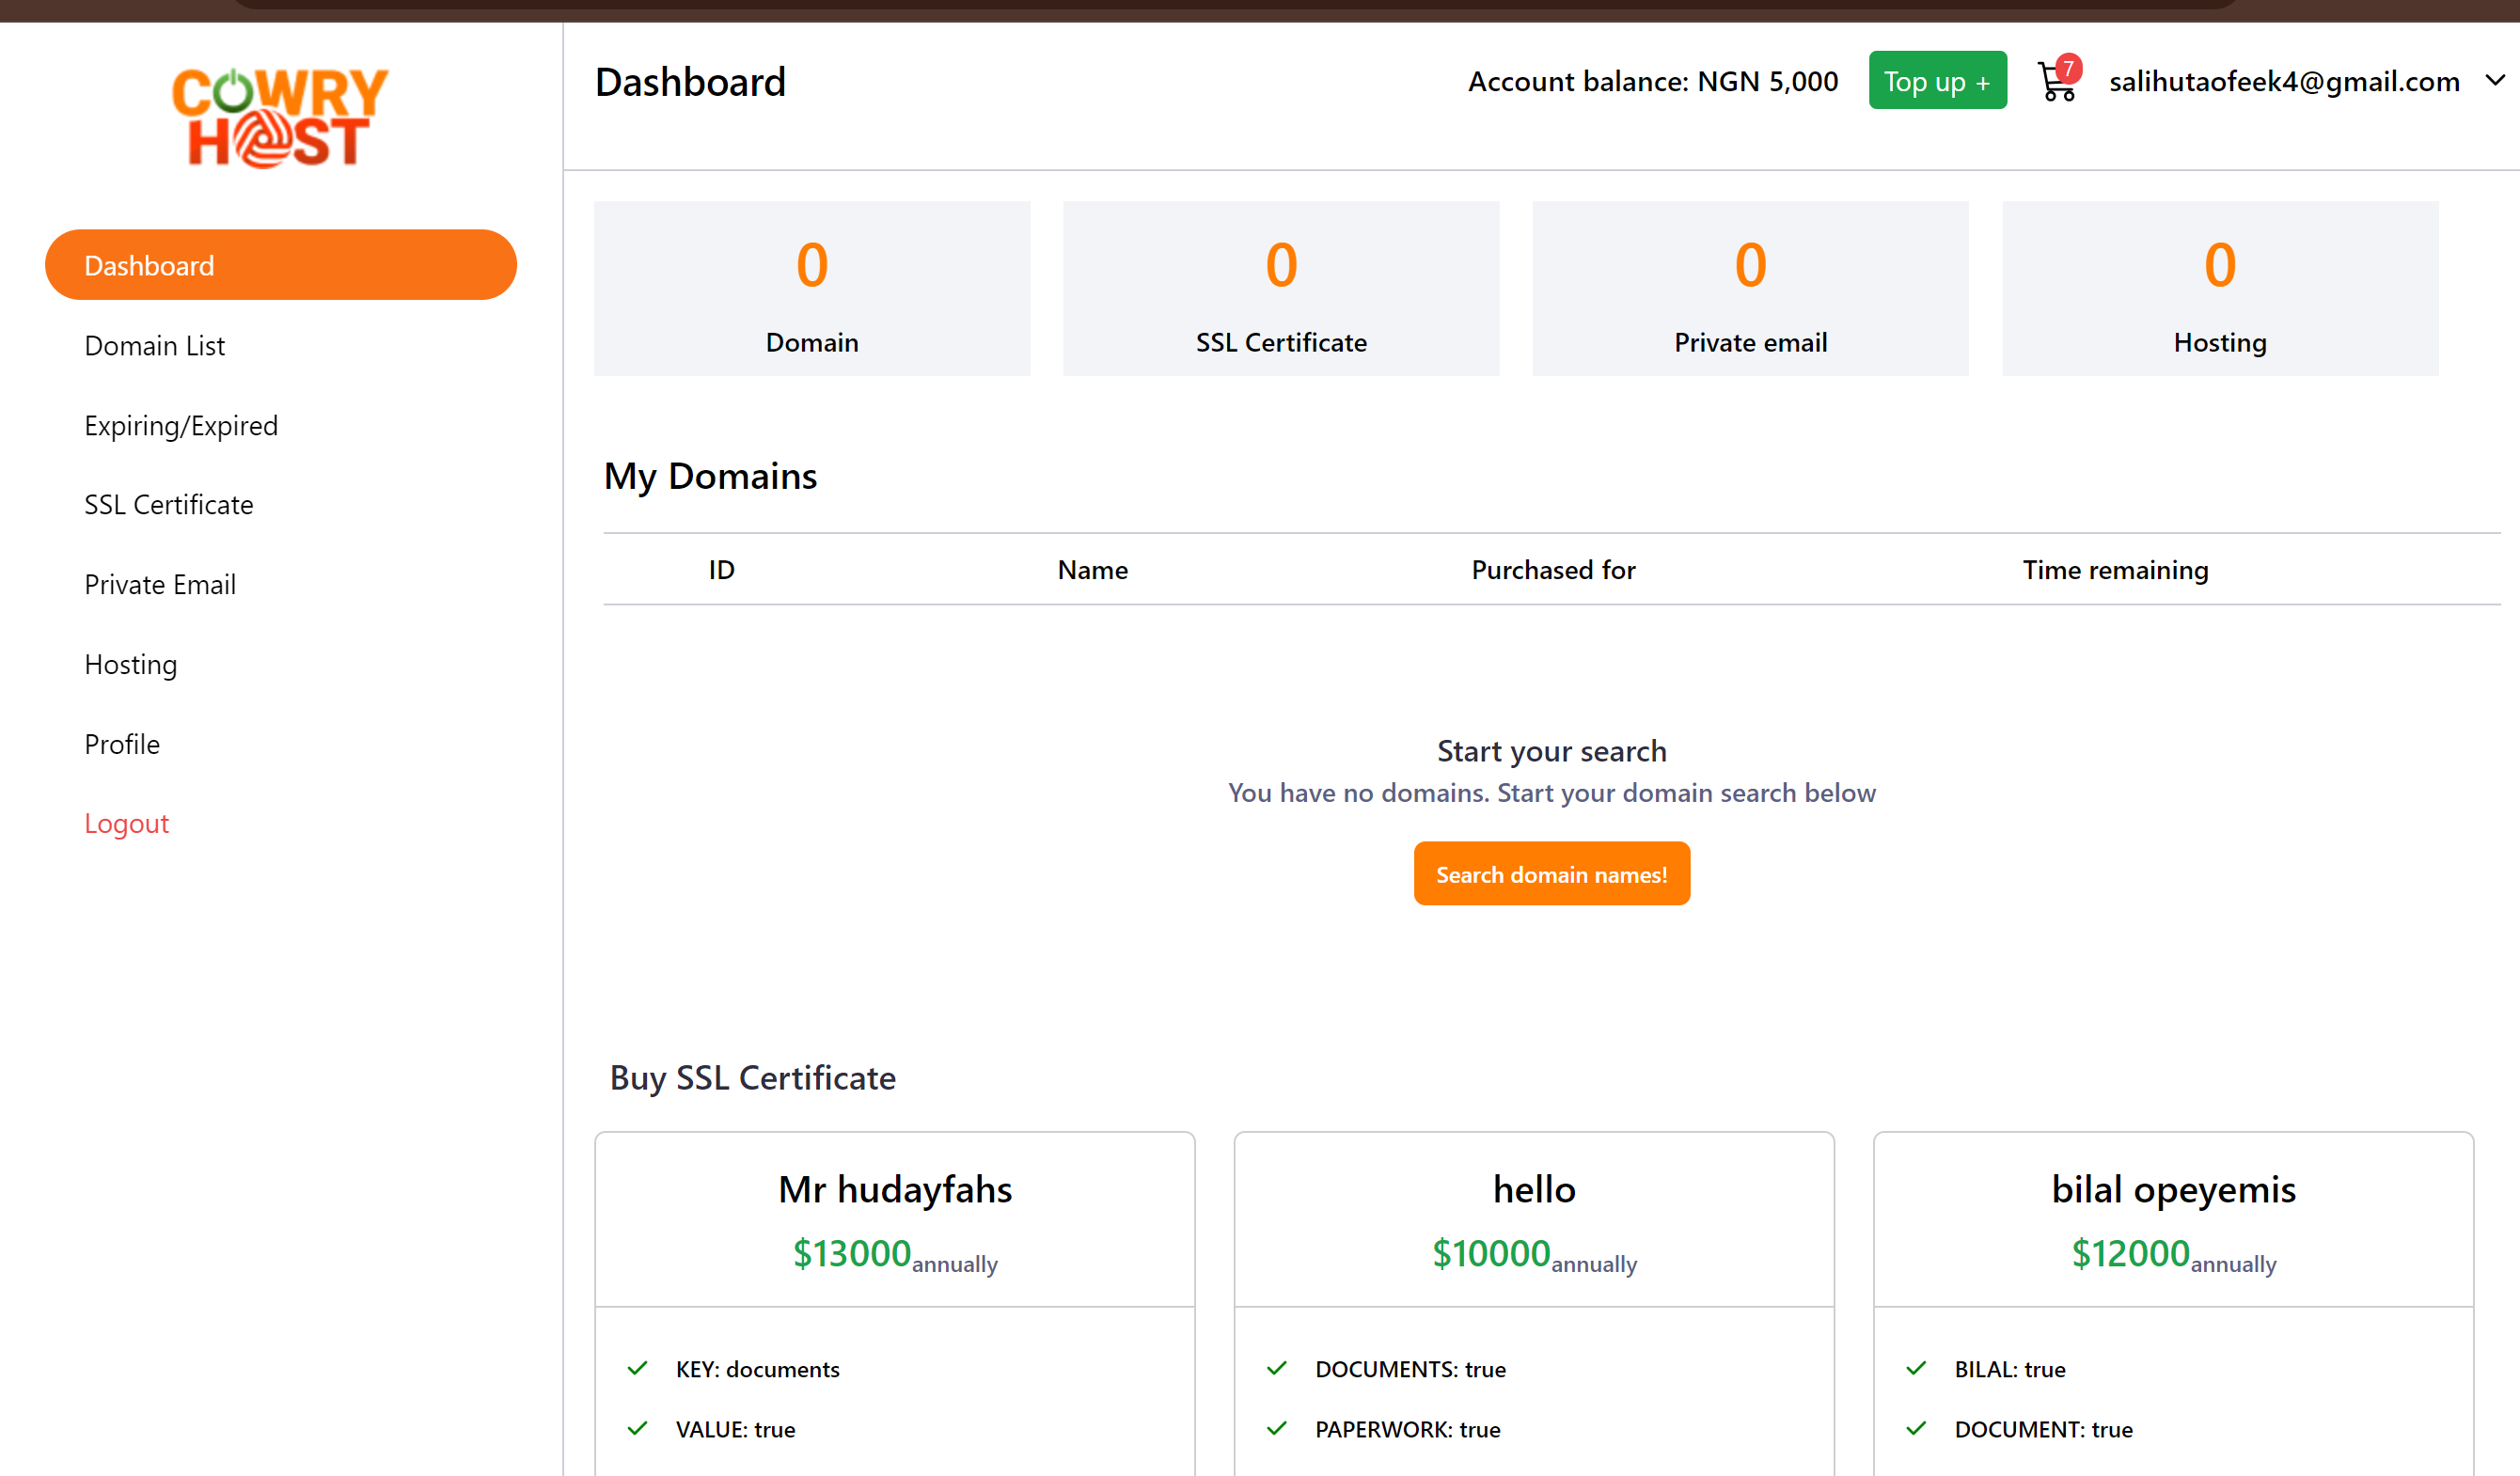 COWRY
HOST
Dashboard
Account balance: NGN 5,000
Top up +
7
salihutaofeek4@gmail.com
Dashboard
Domain List
Expiring/Expired
SSL Certificate
Private Email
Hosting
Profile
Logout
0
Domain
0
SSL Certificate
0
Private email
0
Hosting
My Domains
ID Name Purchased for Time remaining
Start your search
You have no domains. Start your domain search below
Search domain names!
Buy SSL Certificate
Mr hudayfahs
$13000annually
KEY: documents
VALUE: true
hello
$10000annually
DOCUMENTS: true
PAPERWORK: true
bilal opeyemis
$12000annually
BILAL: true
DOCUMENT: true